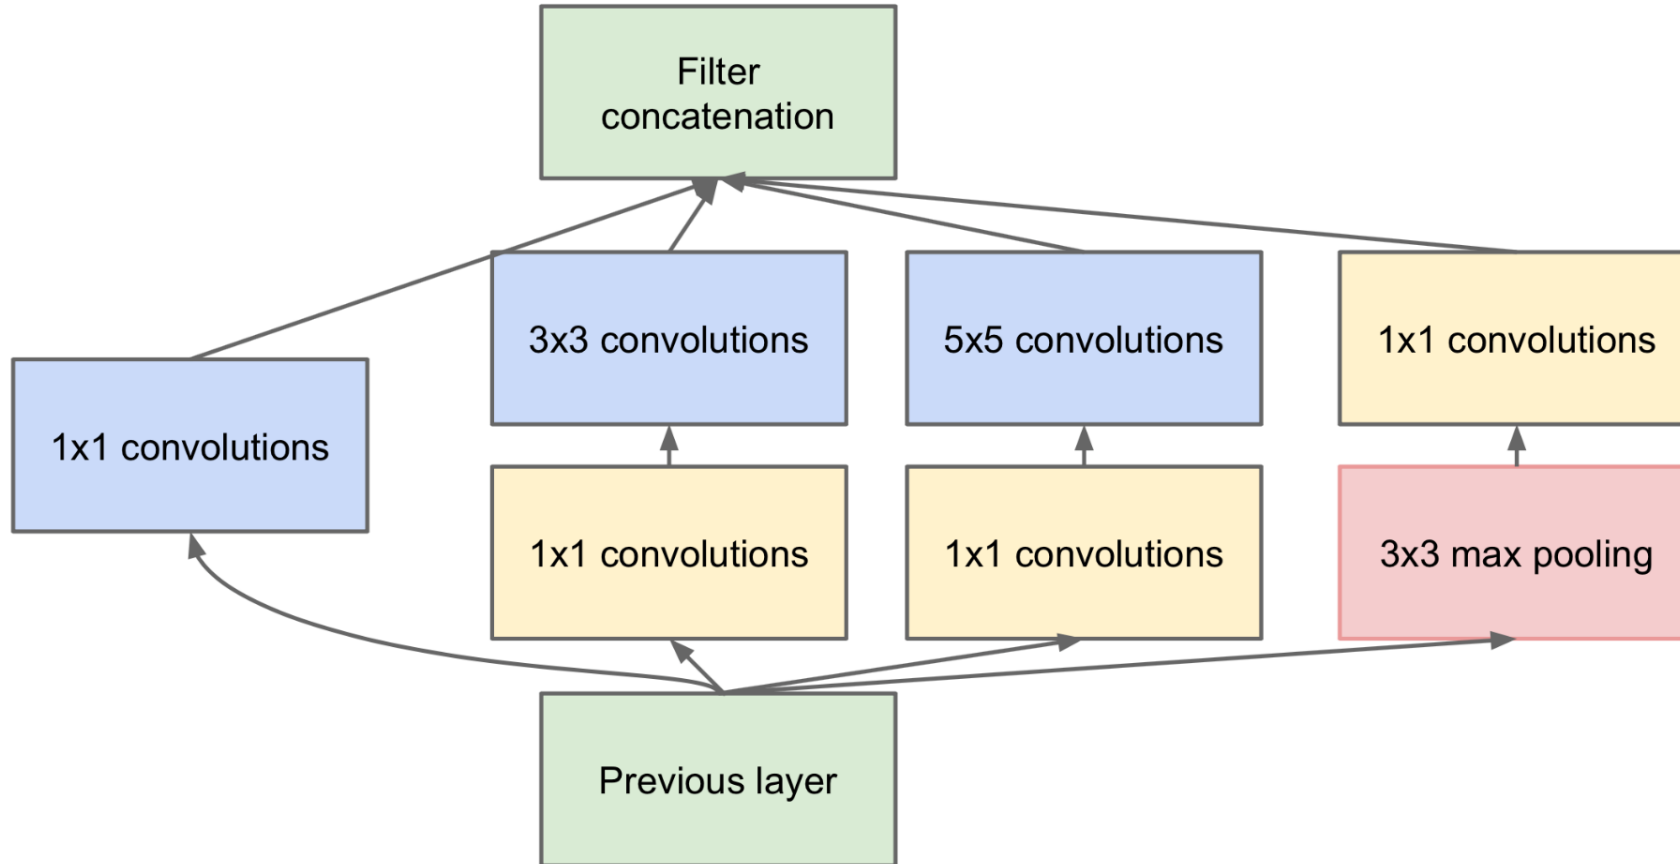 Filter
concatenation
3x3 convolutions
5x5 convolutions
1x1 convolutions
1x1 convolutions
1x1 convolutions
1x1 convolutions
3x3 max pooling
Previous layer